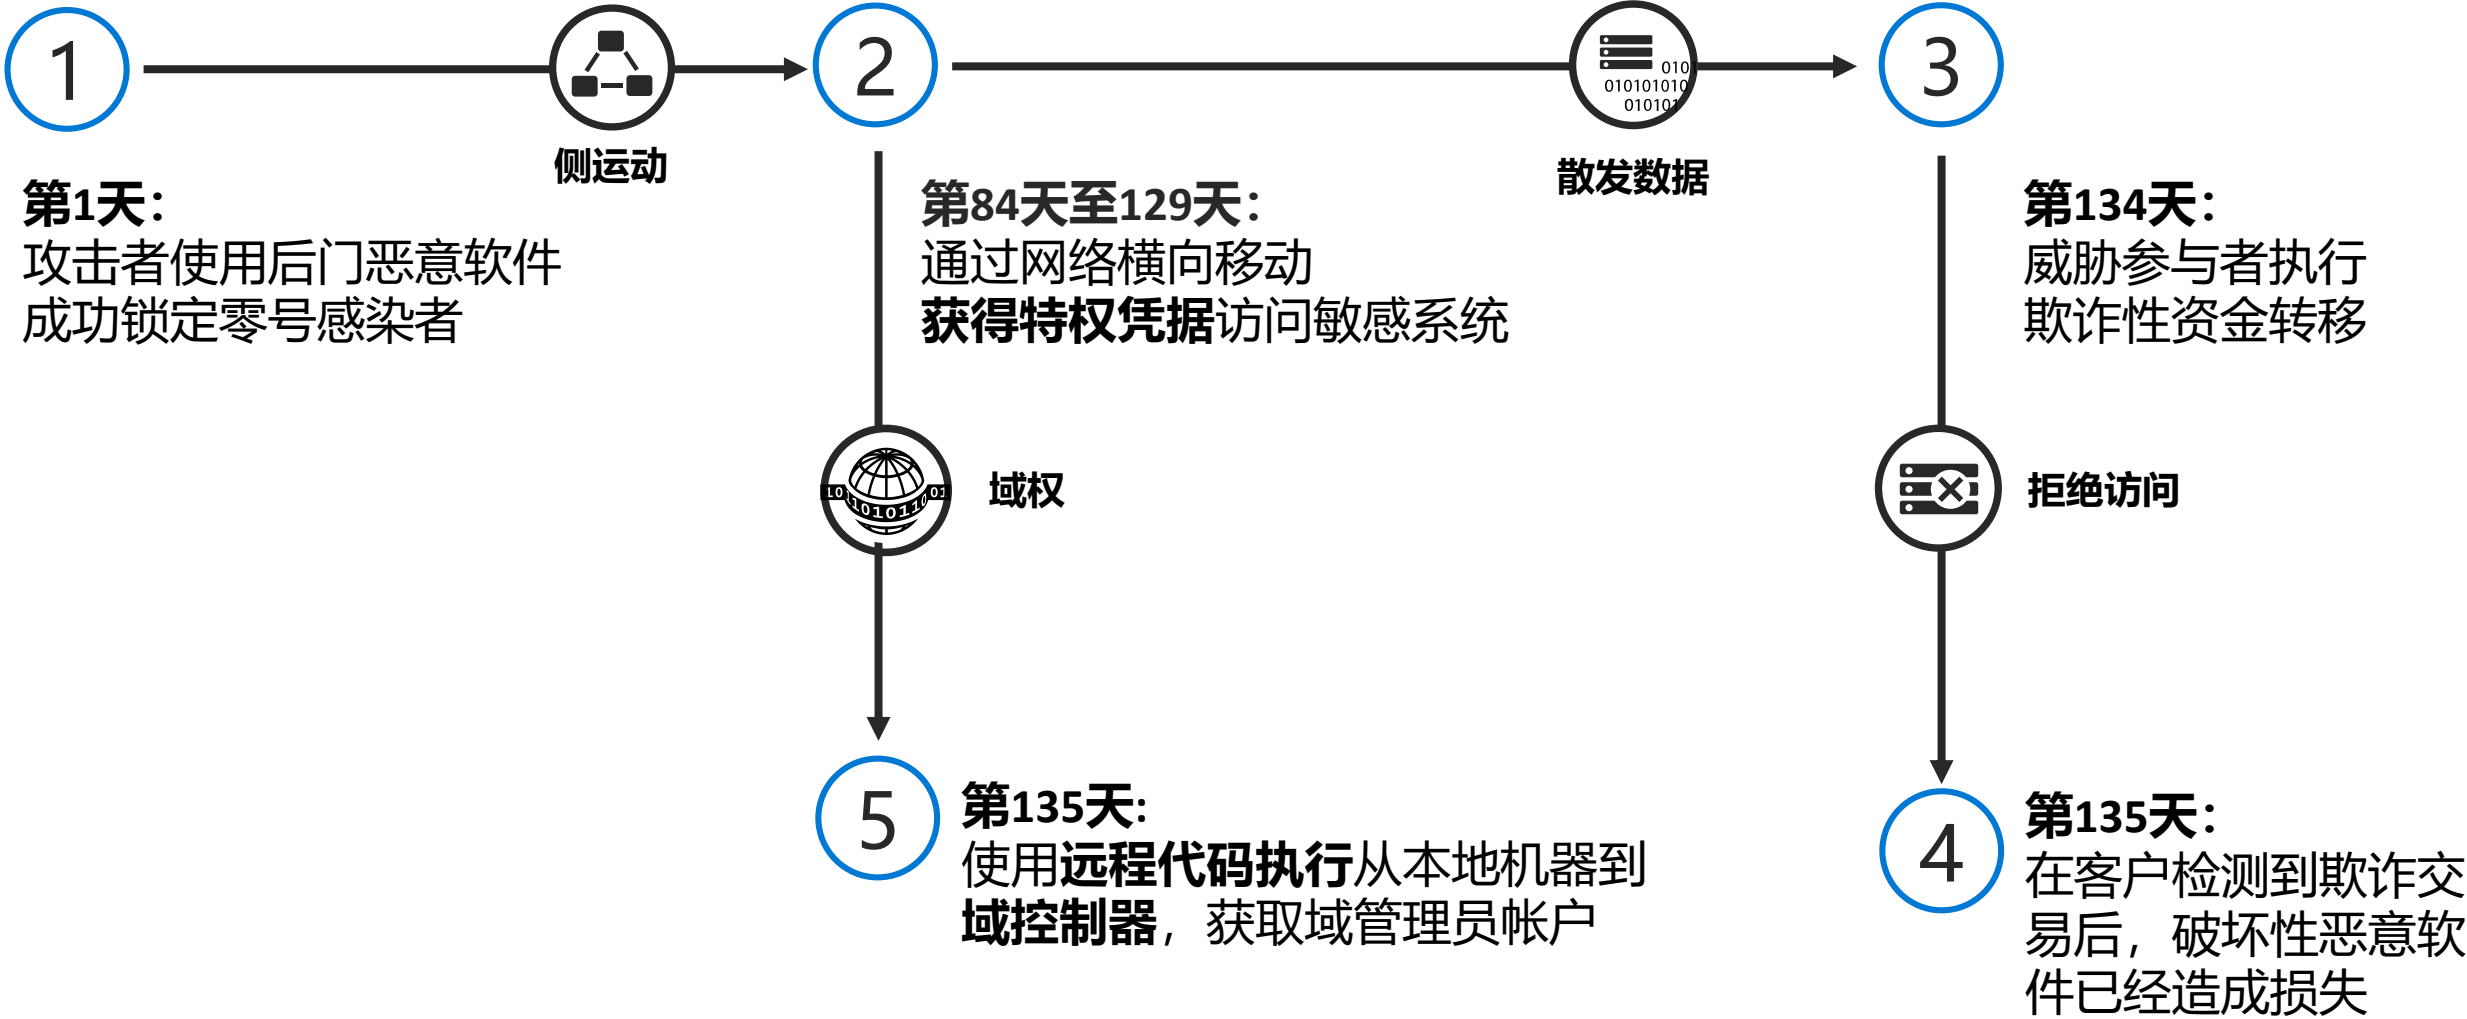 1
侧运动
2
散发数据
0101
010101010
010101
3
第1天：
攻击者使用后门恶意软件
成功锁定零号感染者
第84天至129天：
通过网络横向移动
获得特权凭据访问敏感系统
第134天：
威胁参与者执行
欺诈性资金转移
域权
拒绝访问
5
第135天:
使用远程代码执行从本地机器到
域控制器，获取域管理员帐户
4
第135天：
在客户检测到欺诈交
易后，破坏性恶意软
件已经造成损失